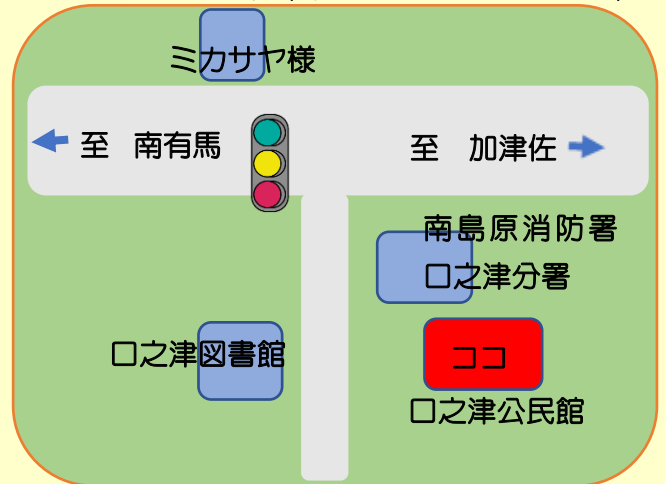 ミカサヤ様
至 南有馬
至 加津佐
南島原消防署
口之津分署
口之津図書館
ココ
口之津公民館